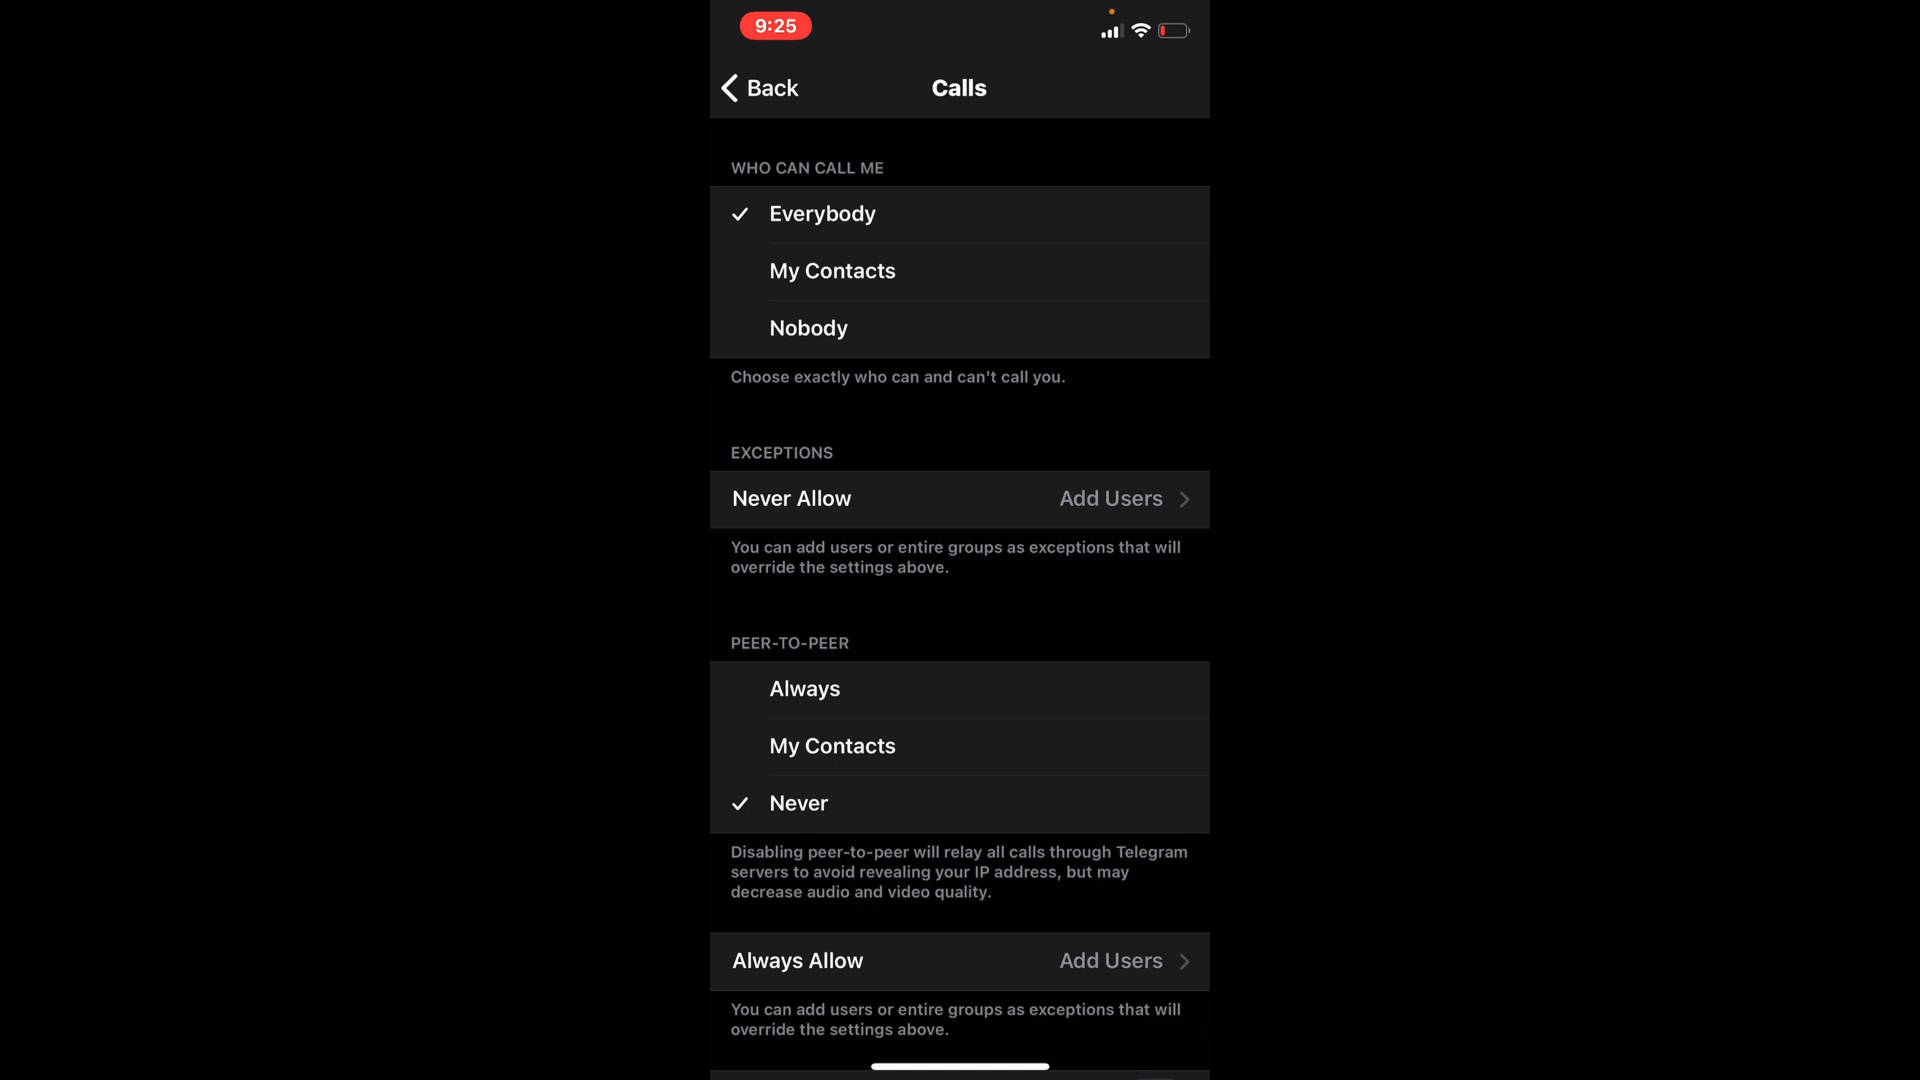 9:25
Back
Calls
WHO CAN CALL ME
Everybody
My Contacts
Nobody
Choose exactly who can and can't call you.
EXCEPTIONS
Never Allow Add Users
You can add users or entire groups as exceptions that will
override the settings above.
PEER-TO-PEER
Always
My Contacts
Never
Disabling peer-to-peer will relay all calls through Telegram
servers to avoid revealing your IP address, but may
decrease audio and video quality.
Always Allow Add Users
You can add users or entire groups as exceptions that will
override the settings above.